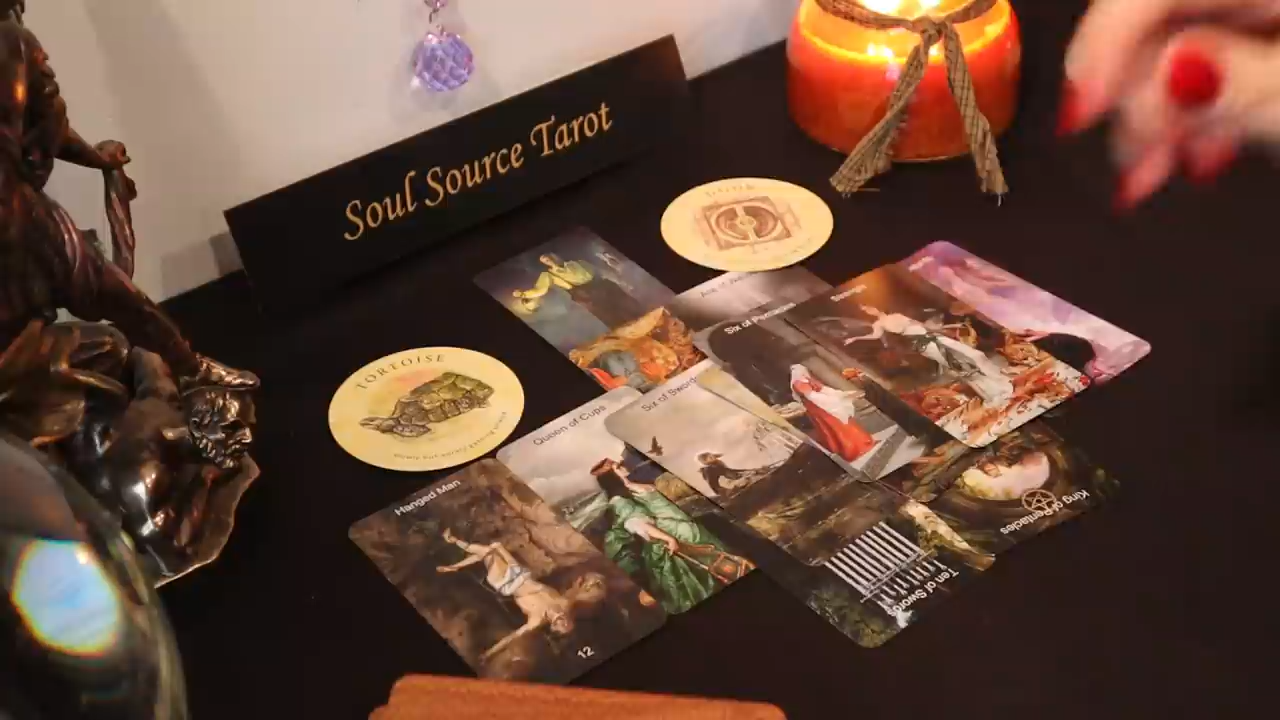 Soul Source Tarot
TORTOISE
Six of Pentacles
Queen of Cups
Six of Swords
Hanged Man
12
King of Pentacles
Ten of Swords